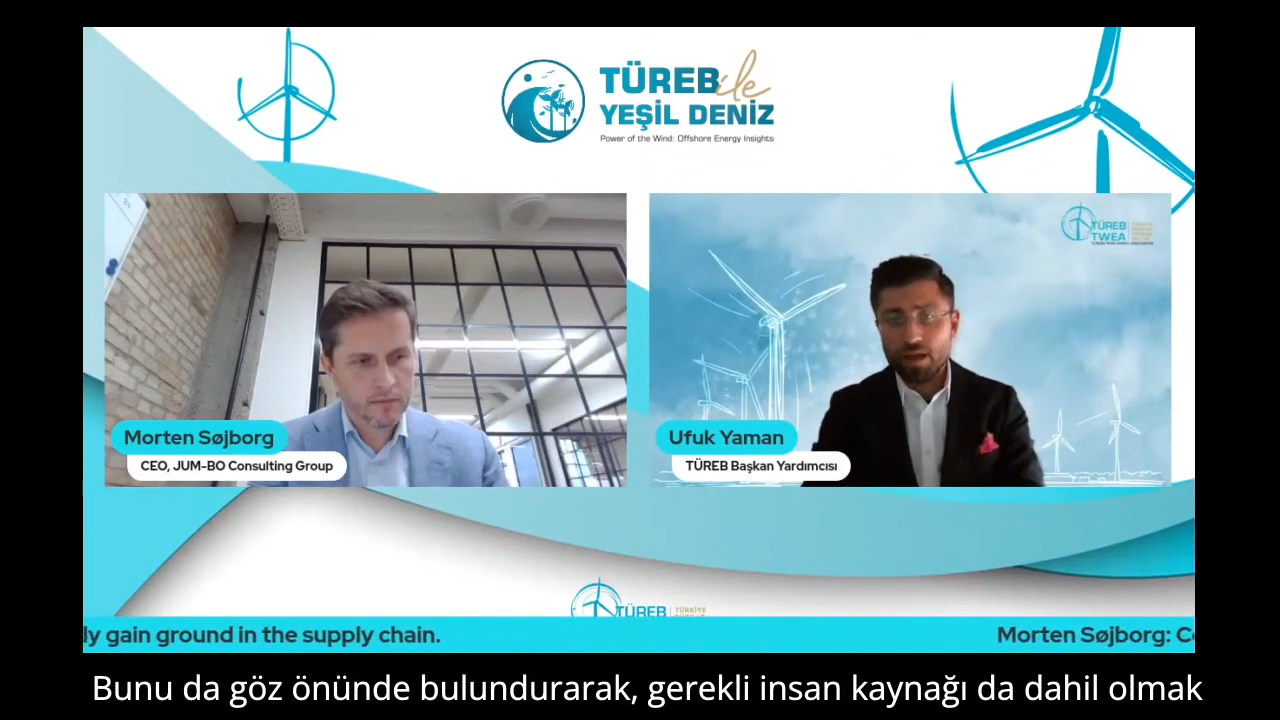 TÜREB ile
YEŞİL DENİZ
Power of the Wind: Offshore Energy Insights
TÜREB
TWEA
Morten Søjborg
CEO, JUM-BO Consulting Group
Ufuk Yaman
TÜREB Başkan Yardımcısı
TÜREB
TÜRKİYE
ly gain ground in the supply chain.
Morten Søjborg: C
Bunu da göz önünde bulundurarak, gerekli insan kaynağı da dahil olmak